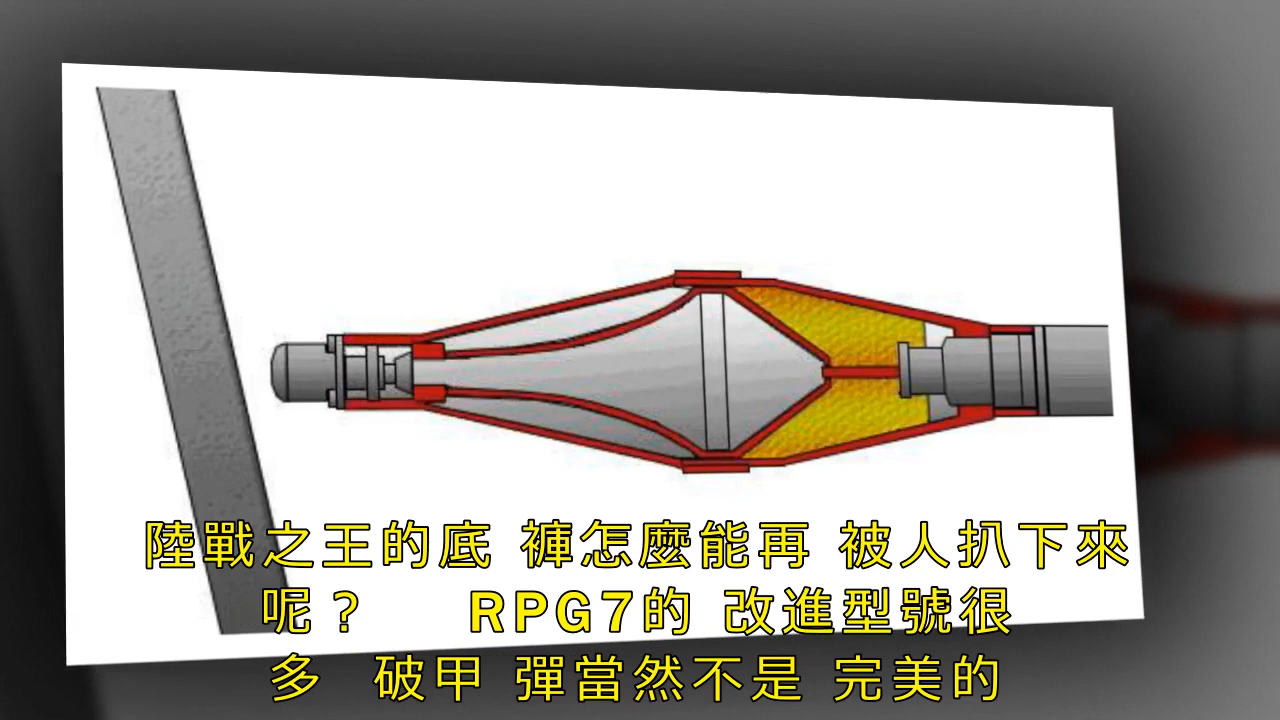 陸戰之王的底 褲怎麼能再 被人扒下來
呢？ RPG7的 改進型號很
多 破甲 彈當然不是 完美的